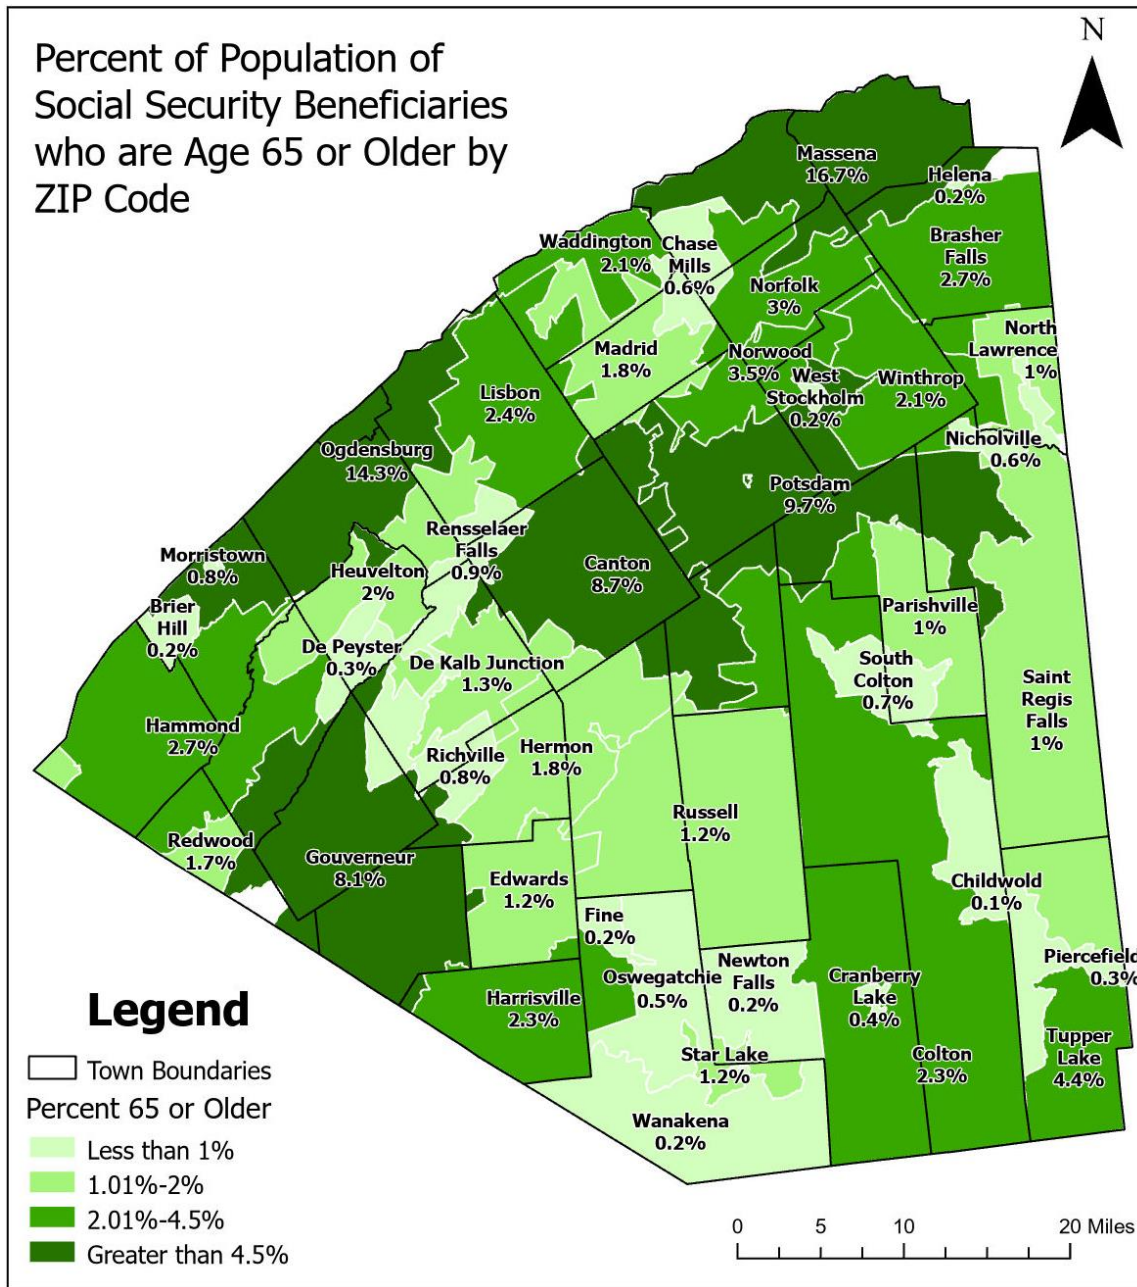 Percent of Population of
Social Security Beneficiaries
who are Age 65 or Older by
ZIP Code
N
Massena
16.7%
Helena
0.2%
Waddington
2.1%
Chase
Mills
0.6%
Brasher
Falls
2.7%
Norfolk
3%
North
Lawrence
1%
Madrid
1.8%
Norwood
3.5%
West
Stockholm
0.2%
Winthrop
2.1%
Lisbon
2.4%
Nicholville
0.6%
Ogdensburg
14.3%
Potsdam
9.7%
Rensselaer
Falls
0.9%
Canton
8.7%
Morristown
0.8%
Heuvelton
2%
Brier
Hill
0.2%
Parishville
1%
De Peyster
0.3%
De Kalb Junction
1.3%
South
Colton
0.7%
Saint
Regis
Falls
1%
Hammond
2.7%
Richville
0.8%
Hermon
1.8%
Russell
1.2%
Redwood
1.7%
Gouverneur
8.1%
Edwards
1.2%
Childwold
0.1%
Fine
0.2%
Oswegatchie
0.5%
Newton
Falls
0.2%
Cranberry
Lake
0.4%
Piercefield
0.3%
Harrisville
2.3%
Star Lake
1.2%
Colton
2.3%
Tupper
Lake
4.4%
Wanakena
0.2%
Legend
Town Boundaries
Percent 65 or Older
Less than 1%
1.01%-2%
2.01%-4.5%
Greater than 4.5%
0 5 10 20 Miles